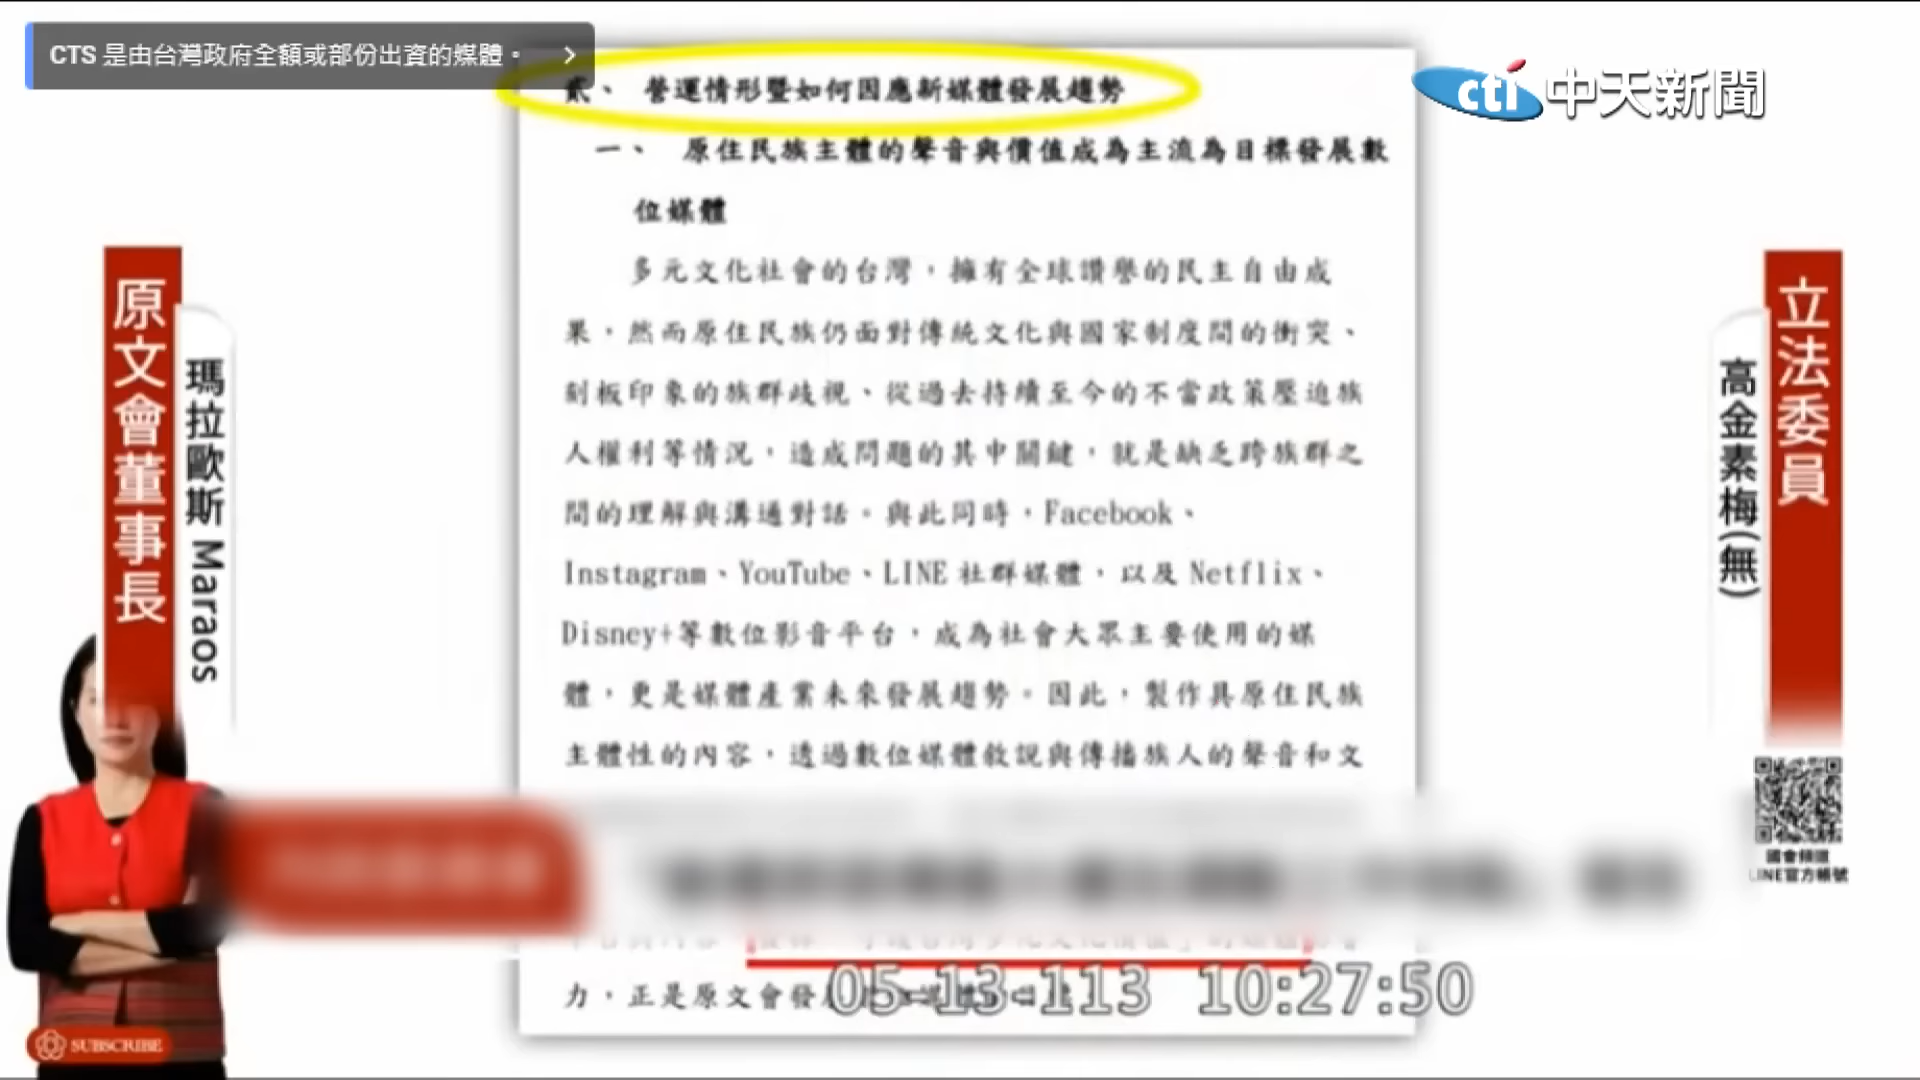 CTS 是由台灣政府全額或部份出資的媒體。
cti 中天新聞
貳、 營運情形暨如何因應新媒體發展趨勢
一、 原住民族主體的聲音與價值成為主流為目標發展數
位媒體
多元文化社會的台灣，擁有全球讚譽的民主自由成
果，然而原住民族仍面對傳統文化與國家制度間的衝突、
刻板印象的族群歧視、從過去持續至今的不當政策壓迫族
人權利等情況，造成問題的其中關鍵，就是缺乏跨族群之
間的理解與溝通對話。與此同時，Facebook、
Instagram、YouTube、LINE 社群媒體，以及 Netflix、
Disney+等數位影音平台，成為社會大眾主要使用的媒
體，更是媒體產業未來發展趨勢。因此，製作具原住民族
主體性的內容，透過數位媒體敘說與傳播族人的聲音和文
力，正是原文會發
05-13-113 10:27:50
原文會董事長
瑪拉歐斯 Maraos
立法委員
高金素梅(無)
國會頻道
LINE官方帳號
SUBSCRIBE